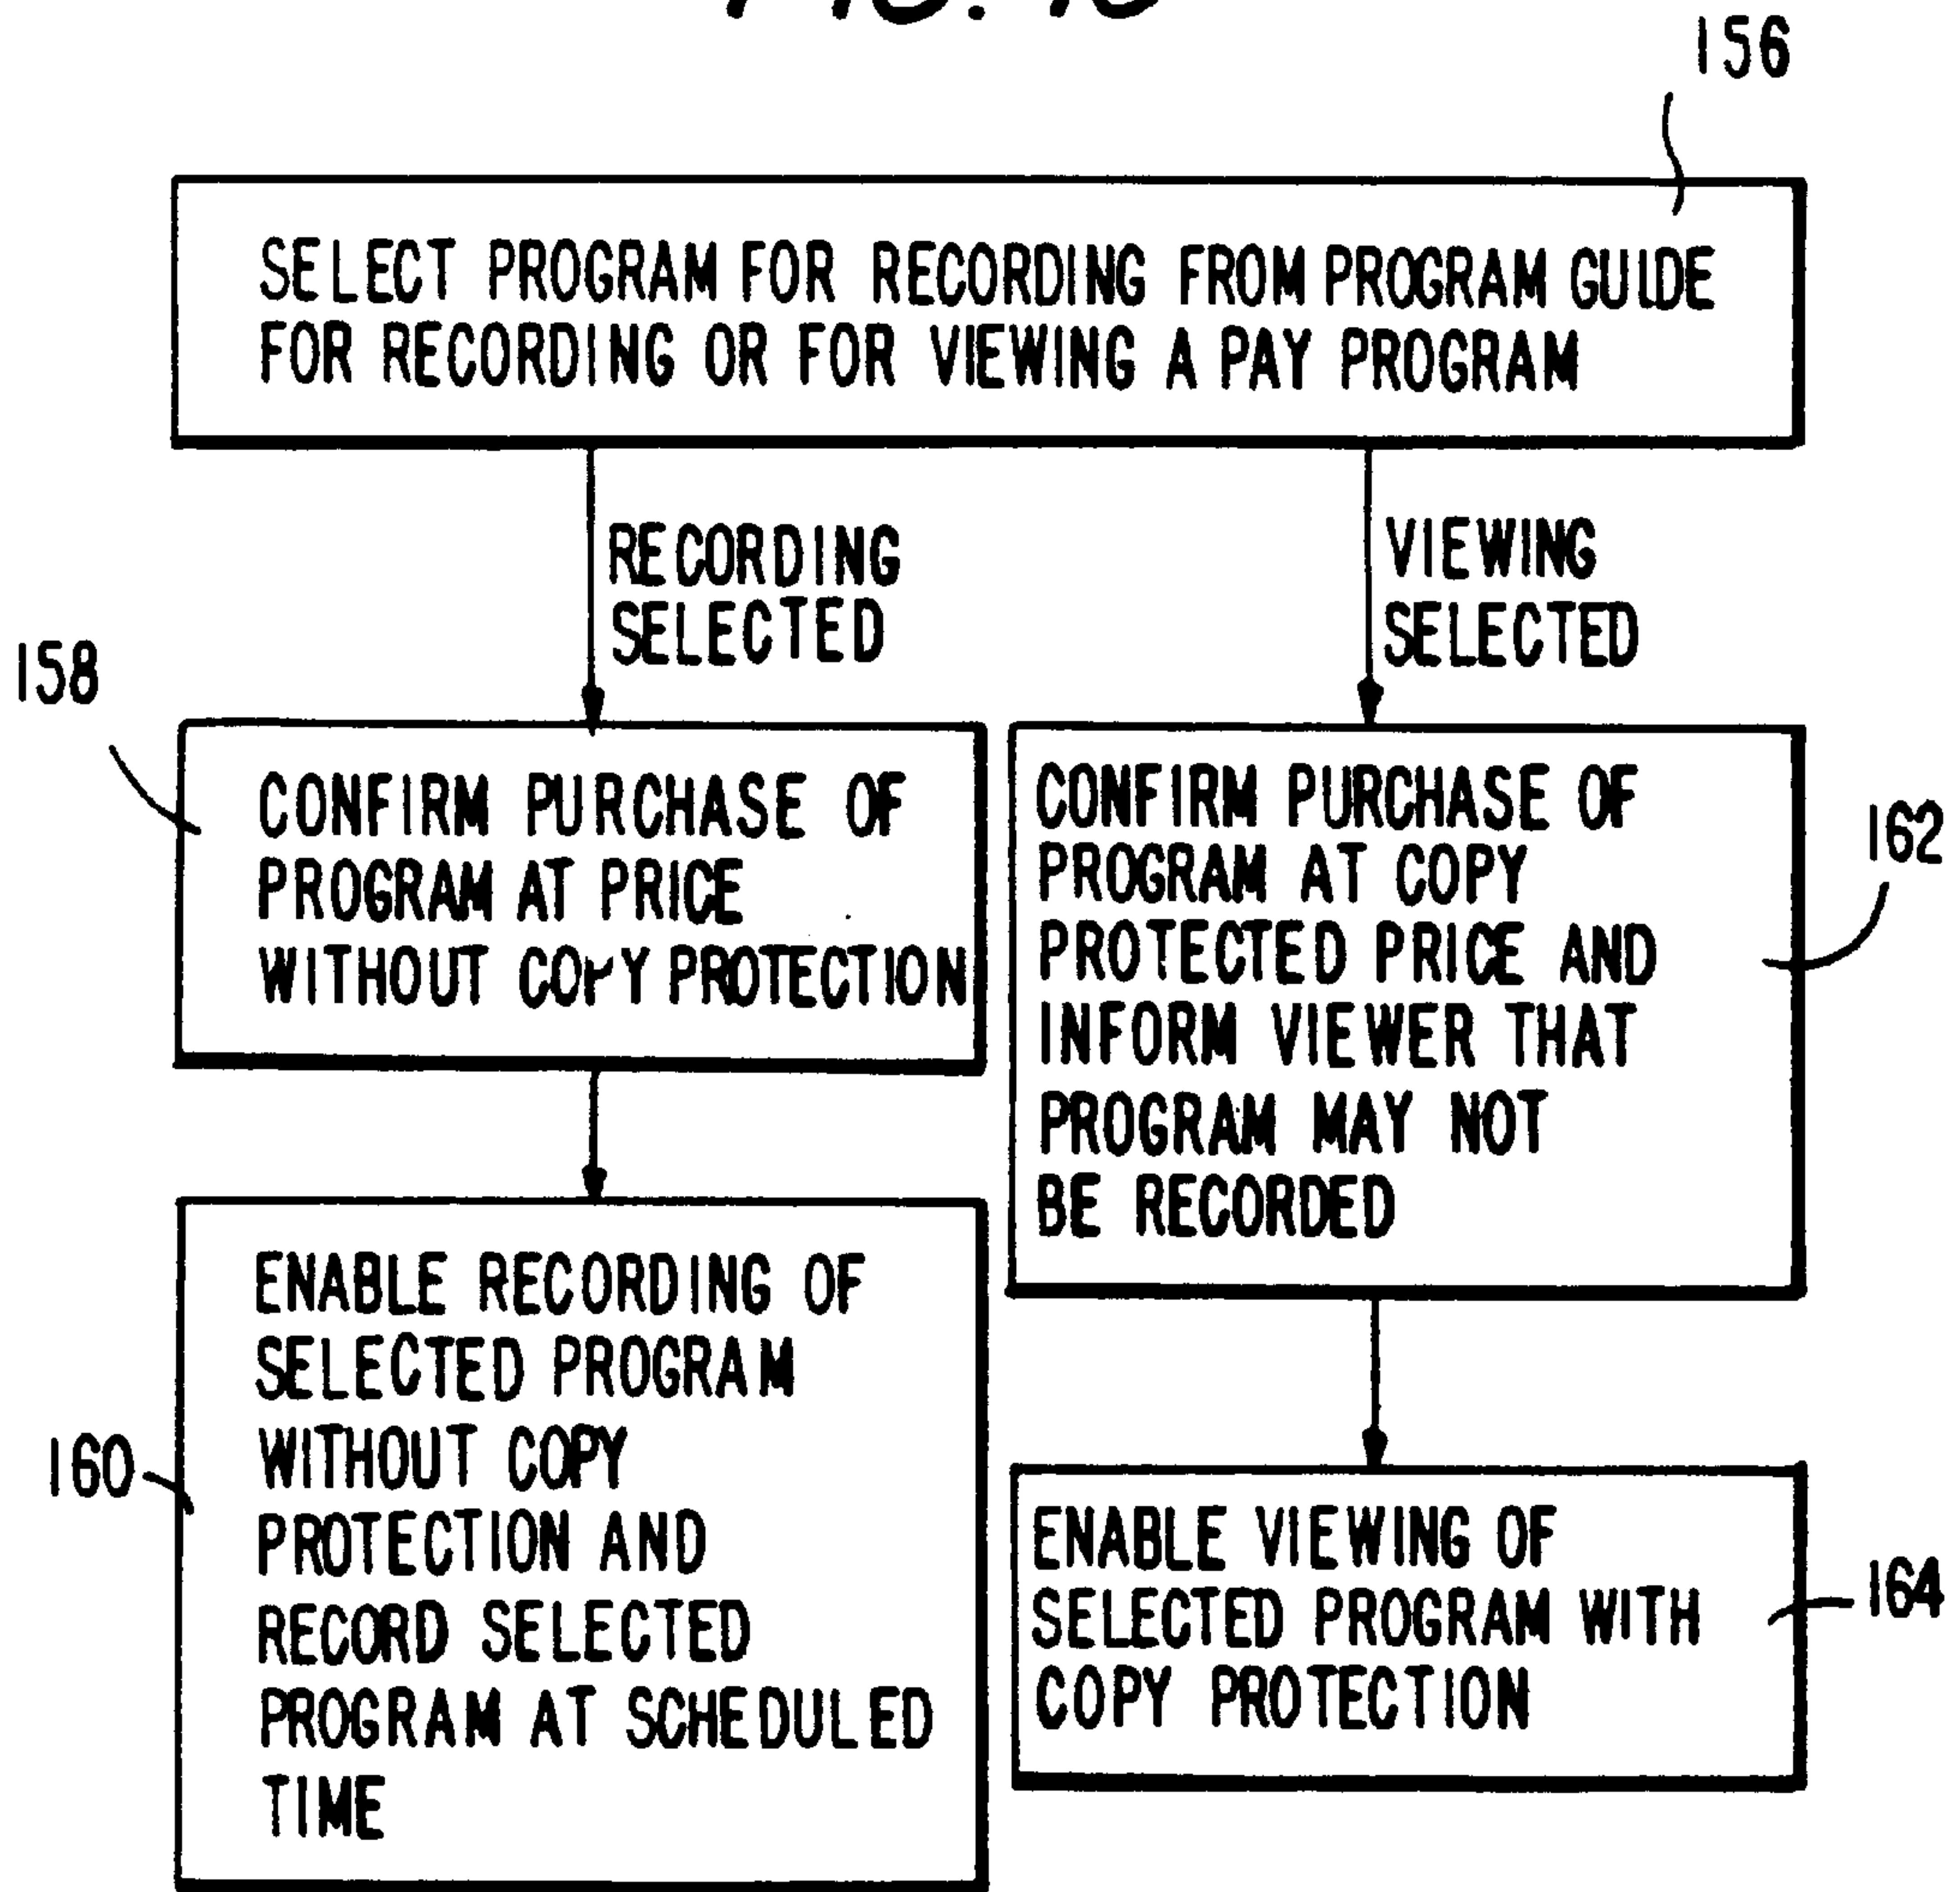 156
SELECT PROGRAM FOR RECORDING FROM PROGRAM GUIDE
FOR RECORDING OR FOR VIEWING A PAY PROGRAM
RECORDING
SELECTED
VIEWING
SELECTED
158
CONFIRM PURCHASE OF
PROGRAM AT PRICE
WITHOUT COPY PROTECTION
CONFIRM PURCHASE OF
PROGRAM AT COPY
PROTECTED PRICE AND
INFORM VIEWER THAT
PROGRAM MAY NOT
BE RECORDED
162
160
ENABLE RECORDING OF
SELECTED PROGRAM
WITHOUT COPY
PROTECTION AND
RECORD SELECTED
PROGRAM AT SCHEDULED
TIME
ENABLE VIEWING OF
SELECTED PROGRAM WITH
COPY PROTECTION
164